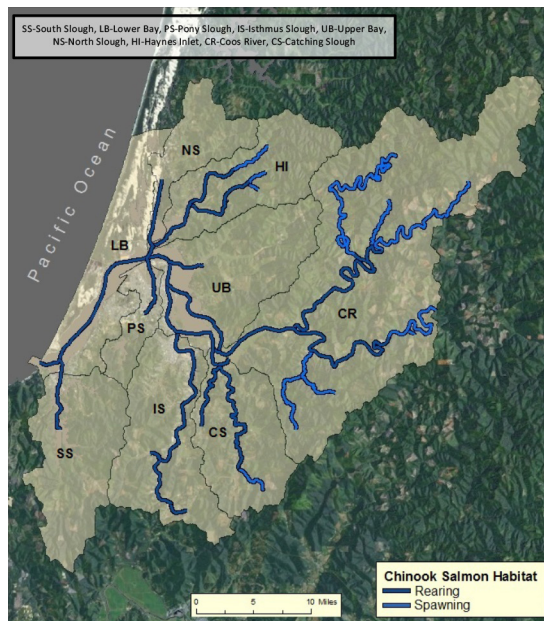 SS-South Slough, LB-Lower Bay, PS-Pony Slough, IS-Isthmus Slough, UB-Upper Bay,
NS-North Slough, HI-Haynes Inlet, CR-Coos River, CS-Catching Slough
Pacific Ocean
NS
HI
LB
UB
CR
PS
IS
CS
SS
Chinook Salmon Habitat
Rearing
Spawning
0 5 10 Miles